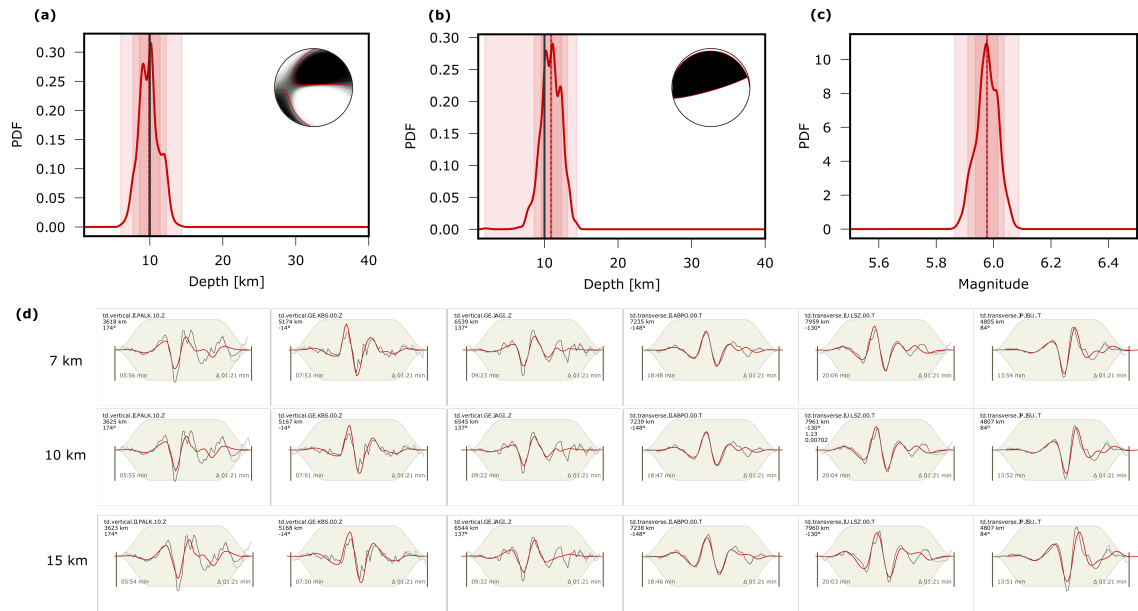 (a)
PDF
0.30
0.25
0.20
0.15
0.10
0.05
0.00
10
20
30
40
Depth [km]
(b)
PDF
0.30
0.25
0.20
0.15
0.10
0.05
0.00
10
20
30
40
Depth [km]
(c)
PDF
10
8
6
4
2
0
5.6
5.8
6.0
6.2
6.4
Magnitude
(d)
7 km
td.vertical.II.PALK.10.Z
3618 km
174°
05:56 min
Δ 01:21 min
td.vertical.GE.KBS.00.Z
5174 km
-14°
07:53 min
Δ 01:21 min
td.vertical.GE.JAGI..Z
6539 km
137°
09:23 min
Δ 01:21 min
td.transverse.II.ABPO.00.T
7235 km
-148°
18:48 min
Δ 01:21 min
td.transverse.IU.LSZ.00.T
7959 km
-130°
20:06 min
Δ 01:21 min
td.transverse.JP.JSU..T
4805 km
84°
13:54 min
Δ 01:21 min
10 km
td.vertical.II.PALK.10.Z
3625 km
174°
05:55 min
Δ 01:21 min
td.vertical.GE.KBS.00.Z
5167 km
-14°
07:51 min
Δ 01:21 min
td.vertical.GE.JAGI..Z
6545 km
137°
09:22 min
Δ 01:21 min
td.transverse.II.ABPO.00.T
7239 km
-148°
18:47 min
Δ 01:21 min
td.transverse.IU.LSZ.00.T
7961 km
-130°
1.13
0.00702
20:04 min
Δ 01:21 min
td.transverse.JP.JSU..T
4807 km
84°
13:52 min
Δ 01:21 min
15 km
td.vertical.II.PALK.10.Z
3623 km
174°
05:54 min
Δ 01:21 min
td.vertical.GE.KBS.00.Z
5168 km
-14°
07:50 min
Δ 01:21 min
td.vertical.GE.JAGI..Z
6544 km
137°
09:22 min
Δ 01:21 min
td.transverse.II.ABPO.00.T
7238 km
-148°
18:46 min
Δ 01:21 min
td.transverse.IU.LSZ.00.T
7960 km
-130°
20:03 min
Δ 01:21 min
td.transverse.JP.JSU..T
4807 km
84°
13:51 min
Δ 01:21 min